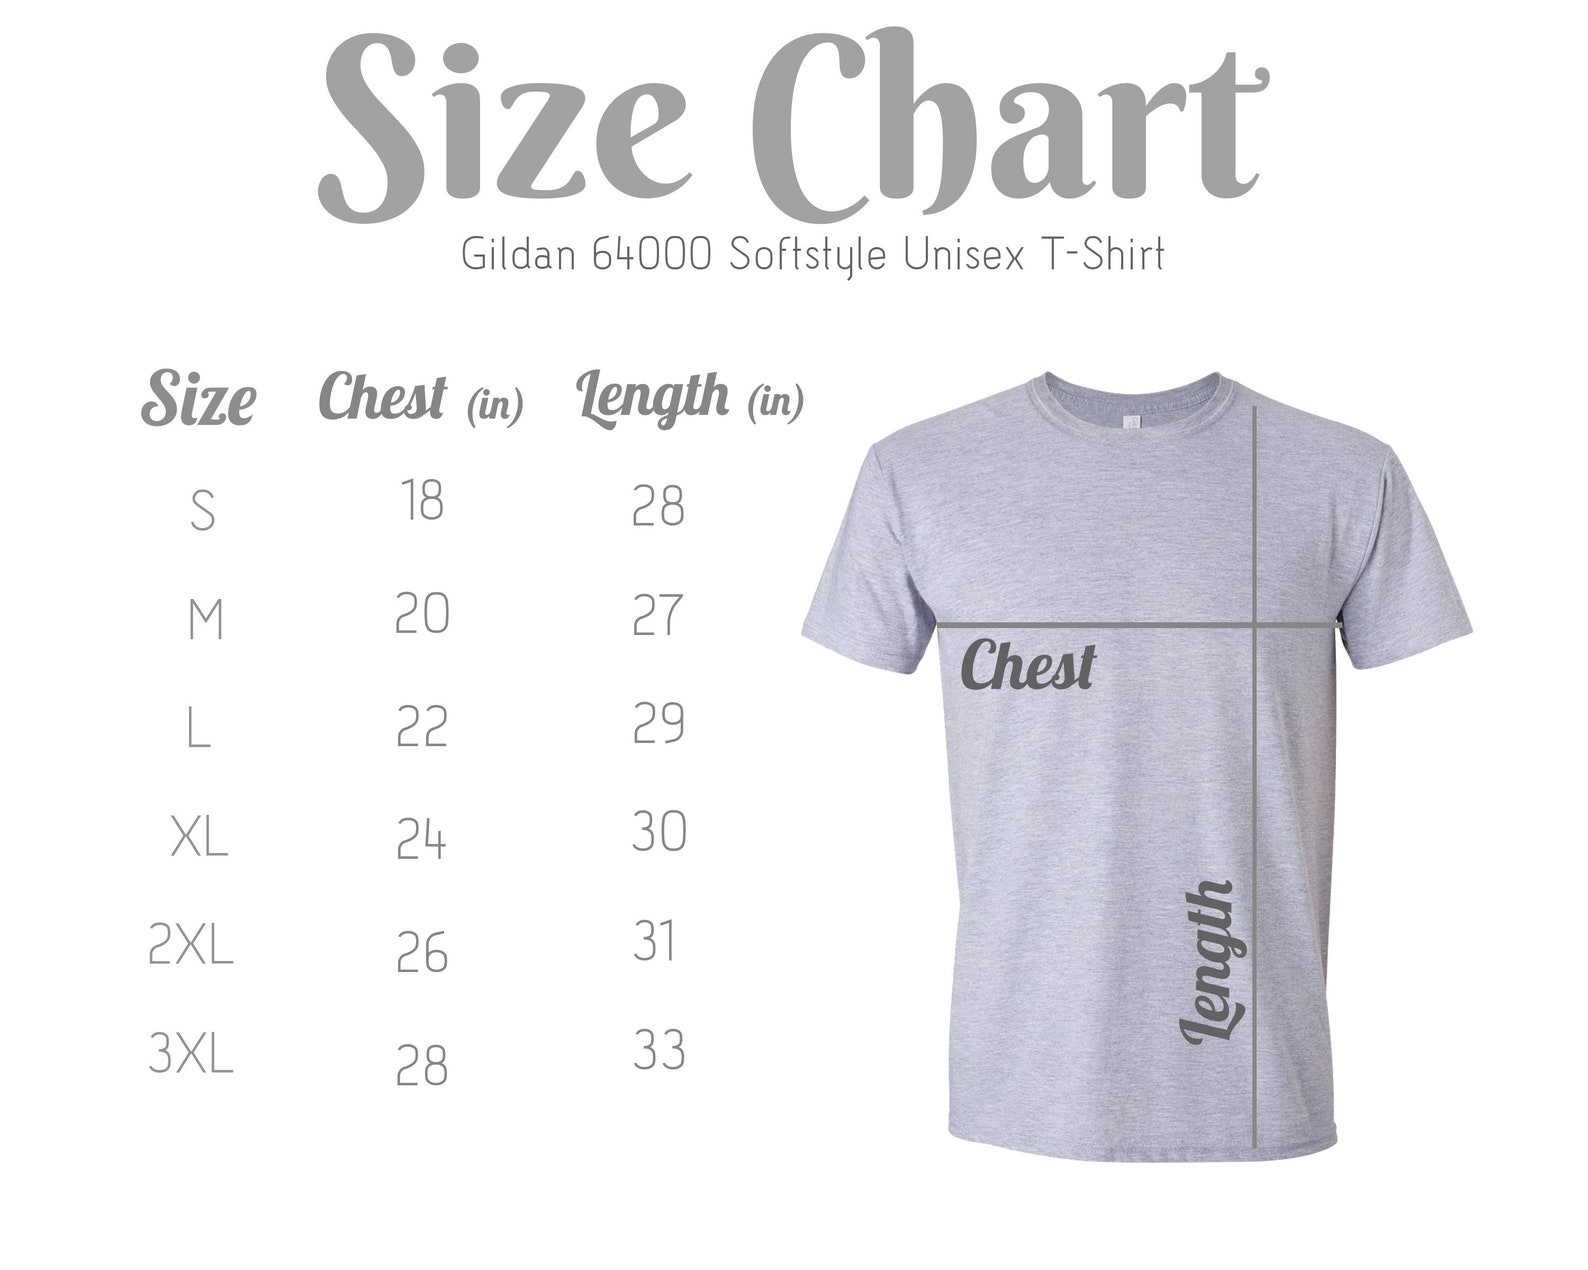 Size Chart
Gildan 64000 Softstyle Unisex T-Shirt
Size Chest (in) Length (in)
S 18 28
M 20 27
L 22 29
XL 24 30
2XL 26 31
3XL 28 33
Chest
Length